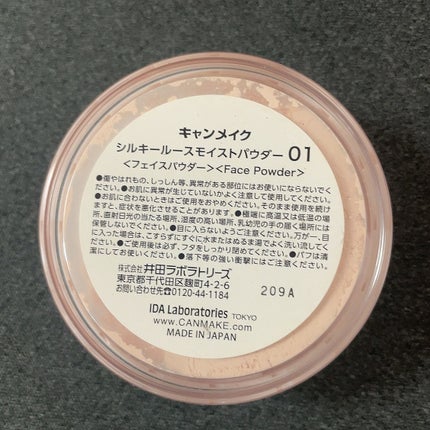 キャンメイク
シルキールースモイストパウダー 01
<フェイスパウダー><Face Powder>
●傷やはれもの、しっしん等、異常がある部位にはお使いにならないでく
ださい。●お肌に異常が生じていないかよく注意して使用してください。
●お肌に合わないときはご使用をおやめください。そのまま使用を続け
ますと、症状を悪化させることがあります。●極端に高温又は低温の場
所、直射日光の当たる場所、湿度の高い場所、乳幼児の手の届く場所には
保管しないでください。●目に入らないようご注意ください。万が一、目
に入った場合は、こすらずにすぐに水またはぬるま湯でよく洗い流してく
ださい。●ご使用後は必ず、フタをしっかり閉めてください。●パフは清
潔にしてお使いください。●落下等の強い衝撃にはご注意ください。
株式会社 井田ラボラトリーズ
東京都千代田区麹町4-2-6
お問い合わせ先☎0120-44-1184
209A
IDA Laboratories TOKYO
www.CANMAKE.com
MADE IN JAPAN